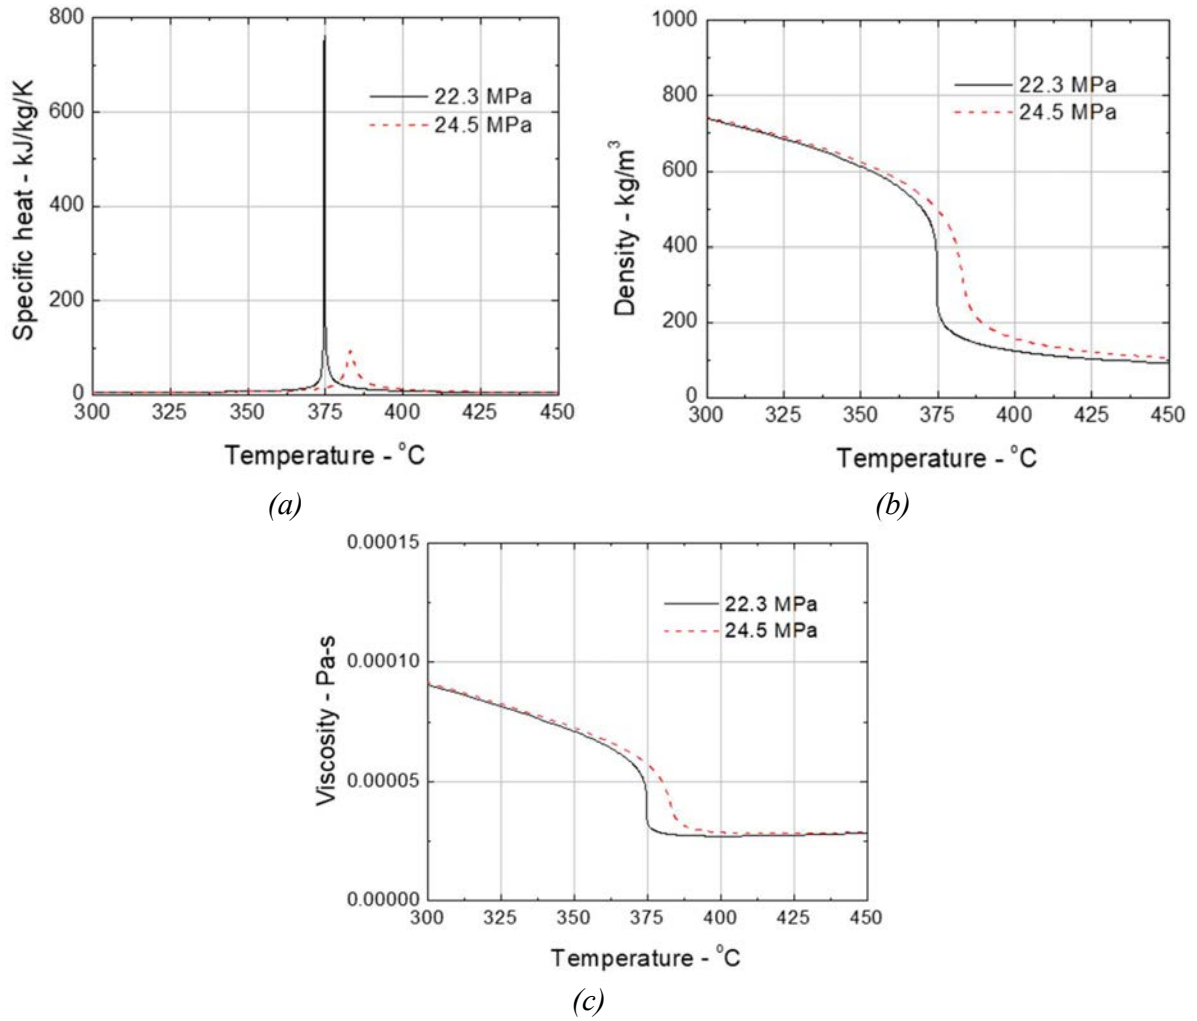 Specific heat - kJ/kg/K
800
600
400
200
0
22.3 MPa
24.5 MPa
300 325 350 375 400 425 450
Temperature - °C
(a)
Density - kg/m³
1000
800
600
400
200
0
22.3 MPa
24.5 MPa
300 325 350 375 400 425 450
Temperature - °C
(b)
Viscosity - Pa-s
0.00015
0.00010
0.00005
0.00000
22.3 MPa
24.5 MPa
300 325 350 375 400 425 450
Temperature - °C
(c)